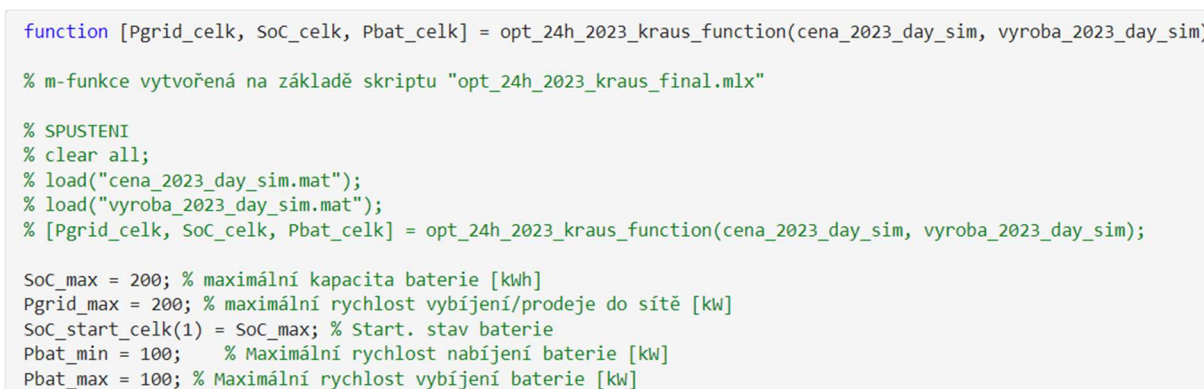 function [Pgrid_celk, SoC_celk, Pbat_celk] = opt_24h_2023_kraus_function(cena_2023_day_sim, vyroba_2023_day_sim)
% m-funkce vytvořená na základě skriptu "opt_24h_2023_kraus_final.mlx"
% SPUSTENI
% clear all;
% load("cena_2023_day_sim.mat");
% load("vyroba_2023_day_sim.mat");
% [Pgrid_celk, SoC_celk, Pbat_celk] = opt_24h_2023_kraus_function(cena_2023_day_sim, vyroba_2023_day_sim);
SoC_max = 200; % maximální kapacita baterie [kWh]
Pgrid_max = 200; % maximální rychlost vybíjení/prodeje do sítě [kW]
SoC_start_celk(1) = SoC_max; % Start. stav baterie
Pbat_min = 100; % Maximální rychlost nabíjení baterie [kW]
Pbat_max = 100; % Maximální rychlost vybíjení baterie [kW]